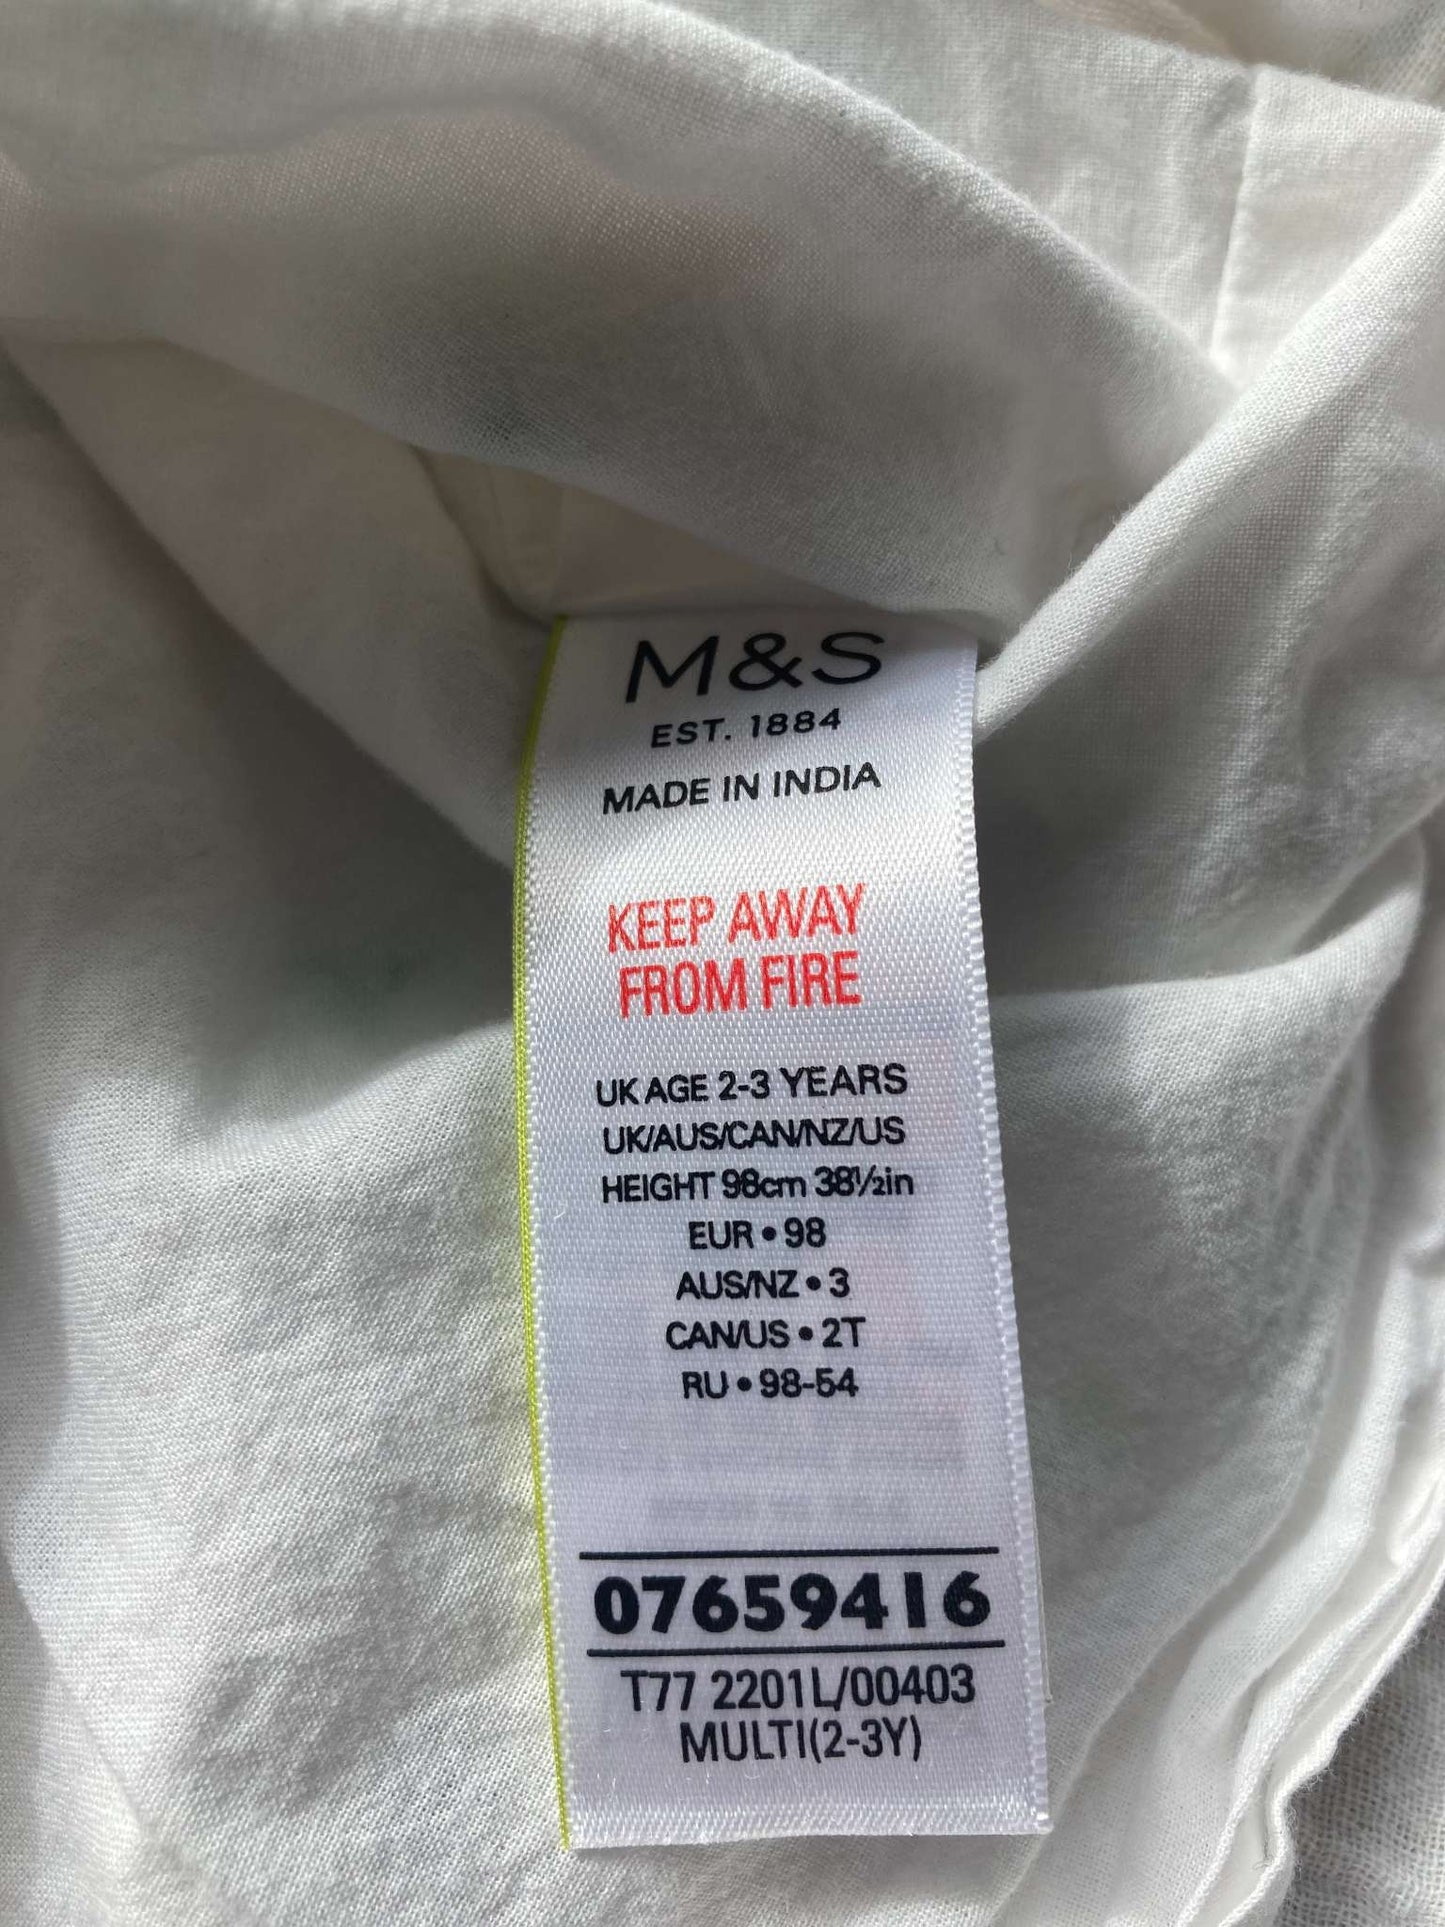 M&S
EST. 1884
MADE IN INDIA
KEEP AWAY
FROM FIRE
UK AGE 2-3 YEARS
UK/AUS/CAN/NZ/US
HEIGHT 98cm 38½in
EUR • 98
AUS/NZ • 3
CAN/US • 2T
RU • 98-54
07659416
T77 2201L/00403
MULTI(2-3Y)